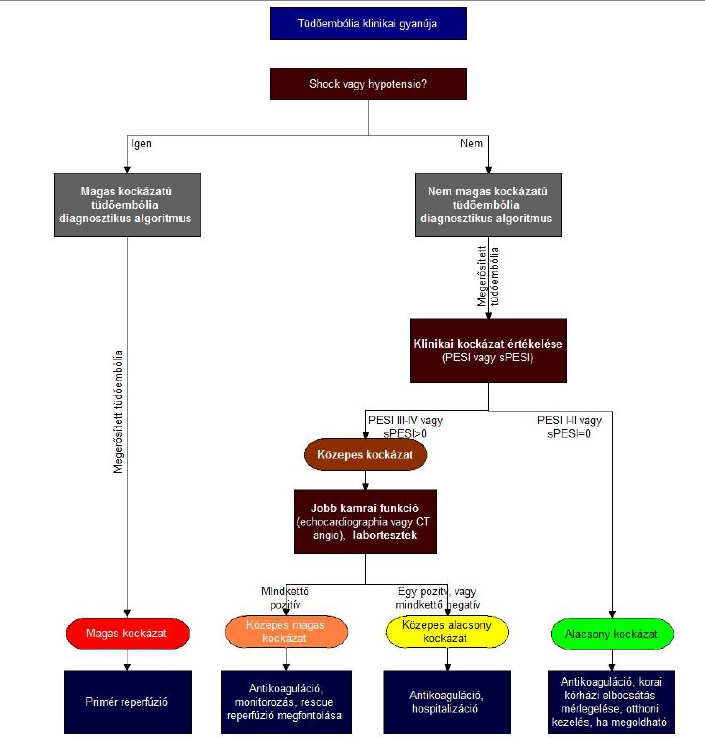 Tüdőembólia klinikai gyanúja
Shock vagy hypotensio?
Igen
Nem
Magas kockázatú
tüdőembólia
diagnosztikus algoritmus
Nem magas kockázatú
tüdőembólia
diagnosztikus algoritmus
Megerősített
tüdőembólia
Klinikai kockázat értékelése
(PESI vagy sPESI)
Megerősített tüdőembólia
PESI III-IV vagy
sPESI>0
PESI I-II vagy
sPESI=0
Közepes kockázat
Jobb kamrai funkció
(echocardiographia vagy CT
angio), labortesztek
Mindkettő
pozitív
Egy pozitv, vagy
mindkettő negatív
Magas kockázat
Közepes magas
kockázat
Közepes alacsony
kockázat
Alacsony kockázat
Primér reperfúzió
Antikoaguláció,
monitorozás, rescue
reperfúzió megfontolása
Antikoaguláció,
hospitalizáció
Antikoaguláció, korai
kórházi elbocsátás
mérlegelése, otthoni
kezelés, ha megoldható